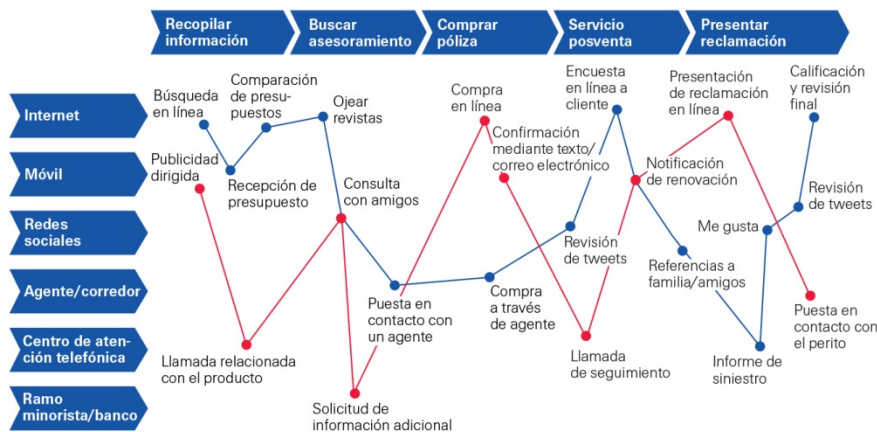 Recopilar
información
Buscar
asesoramiento
Comprar
póliza
Servicio
posventa
Presentar
reclamación
Internet
Móvil
Redes
sociales
Agente/corredor
Centro de aten-
ción telefónica
Ramo
minorista/banco
Búsqueda
en línea
Comparación
de presu-
puestos
Ojear
revistas
Compra
en línea
Encuesta
en línea a
cliente
Presentación
de reclamación
en línea
Calificación
y revisión
final
Publicidad
dirigida
Recepción de
presupuesto
Consulta
con amigos
Confirmación
mediante texto/
correo electrónico
Notificación
de renovación
Revisión
de tweets
Me gusta
Revisión
de tweets
Referencias a
familia/amigos
Puesta en
contacto con
un agente
Compra
a través
de agente
Puesta en
contacto con
el perito
Llamada relacionada
con el producto
Llamada de
seguimiento
Informe de
siniestro
Solicitud de
información adicional